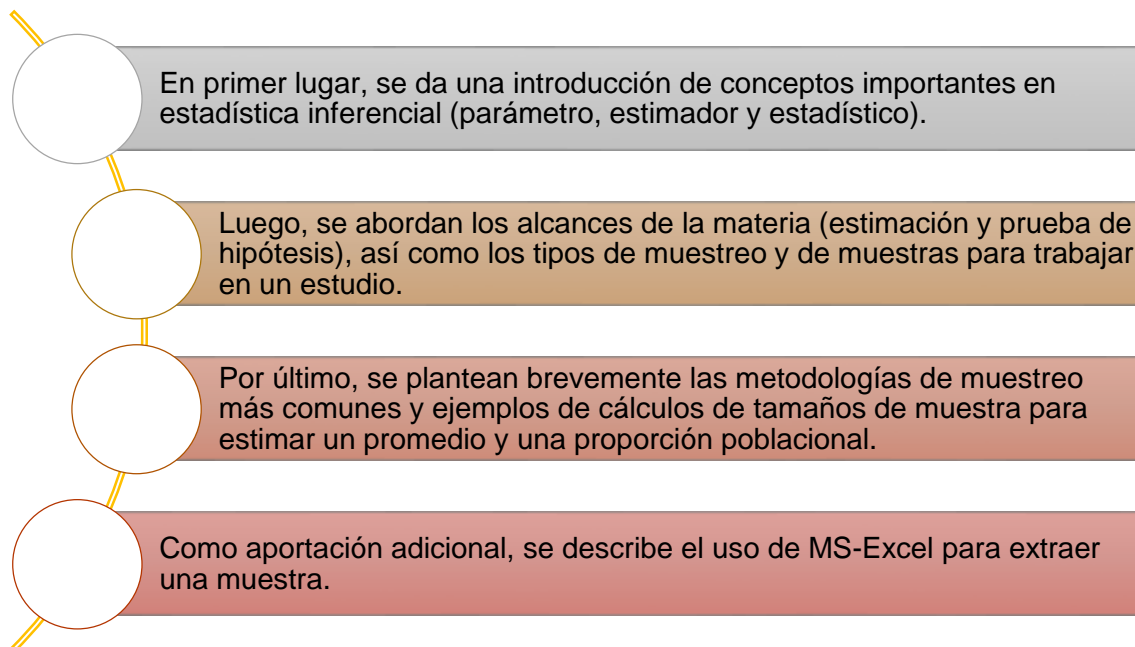 En primer lugar, se da una introducción de conceptos importantes en
estadística inferencial (parámetro, estimador y estadístico).
Luego, se abordan los alcances de la materia (estimación y prueba de
hipótesis), así como los tipos de muestreo y de muestras para trabajar
en un estudio.
Por último, se plantean brevemente las metodologías de muestreo
más comunes y ejemplos de cálculos de tamaños de muestra para
estimar un promedio y una proporción poblacional.
Como aportación adicional, se describe el uso de MS-Excel para extraer
una muestra.